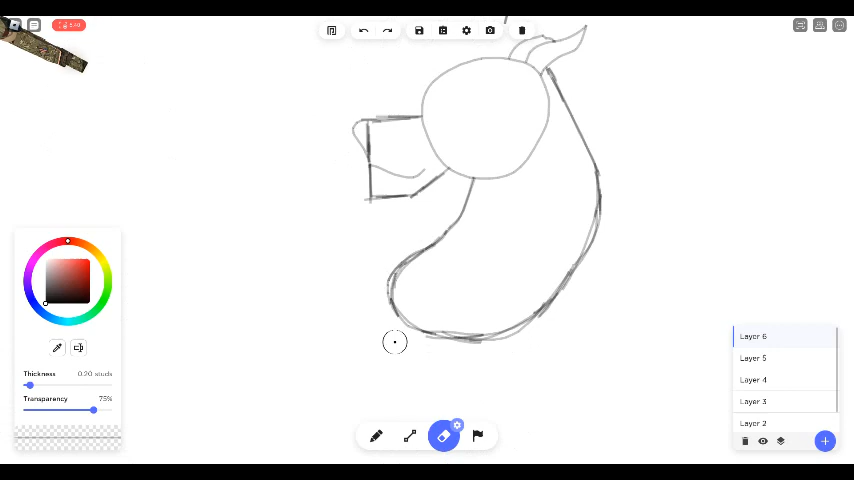 Thickness 0.20 studs
Transparency 75%
Layer 6
Layer 5
Layer 4
Layer 3
Layer 2